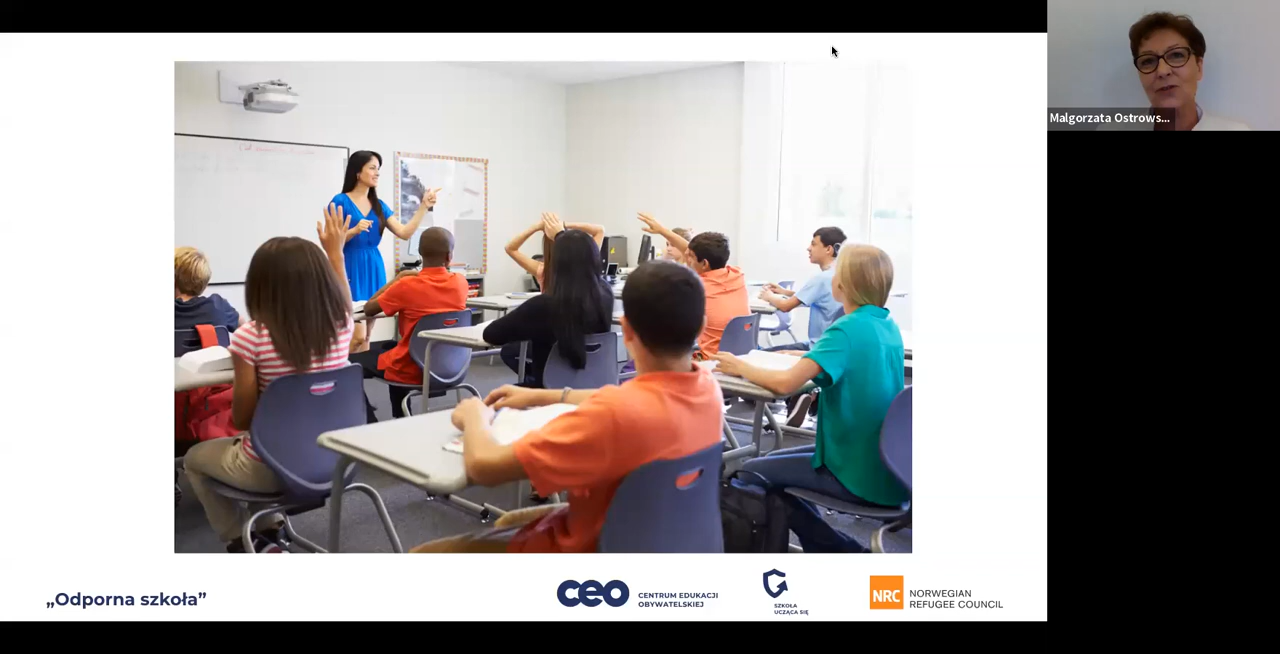 Malgorzata Ostrows...
„Odporna szkoła”
ceo
CENTRUM EDUKACJI
OBYWATELSKIEJ
SZKOŁA
UCZĄCA SIĘ
NRC
NORWEGIAN
REFUGEE COUNCIL